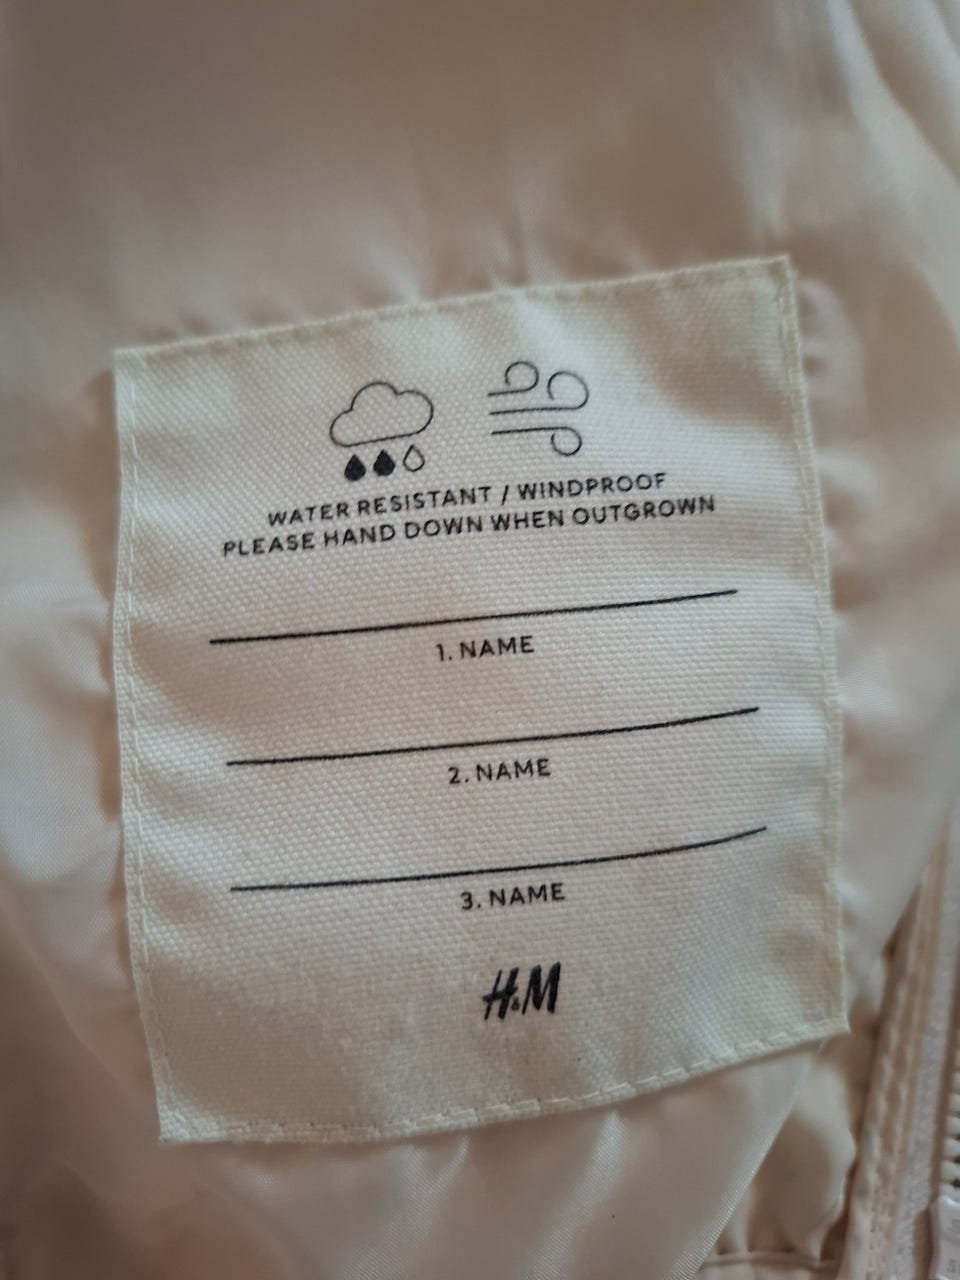 WATER RESISTANT / WINDPROOF
PLEASE HAND DOWN WHEN OUTGROWN
1. NAME
2. NAME
3. NAME
H&M